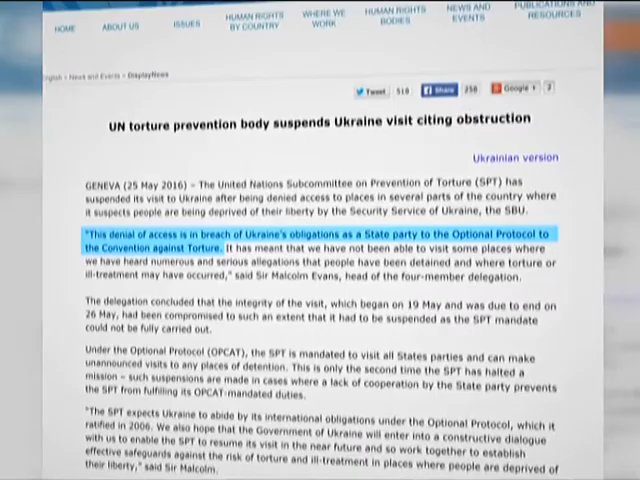 HOME
ABOUT US
ISSUES
HUMAN RIGHTS
BY COUNTRY
WHERE WE
WORK
HUMAN RIGHTS
BODIES
NEWS AND
EVENTS
PUBLICATIONS AND
RESOURCES
English > News and Events > DisplayNews
Tweet 510 Share 250 Google + 3
UN torture prevention body suspends Ukraine visit citing obstruction
Ukrainian version
GENEVA (25 May 2016) – The United Nations Subcommittee on Prevention of Torture (SPT) has
suspended its visit to Ukraine after being denied access to places in several parts of the country where
it suspects people are being deprived of their liberty by the Security Service of Ukraine, the SBU.
"This denial of access is in breach of Ukraine's obligations as a State party to the Optional Protocol to
the Convention against Torture. It has meant that we have not been able to visit some places where
we have heard numerous and serious allegations that people have been detained and where torture or
ill-treatment may have occurred," said Sir Malcolm Evans, head of the four-member delegation.
The delegation concluded that the integrity of the visit, which began on 19 May and was due to end on
26 May, had been compromised to such an extent that it had to be suspended as the SPT mandate
could not be fully carried out.
Under the Optional Protocol (OPCAT), the SPT is mandated to visit all States parties and can make
unannounced visits to any places of detention. This is only the second time the SPT has halted a
mission – such suspensions are made in cases where a lack of cooperation by the State party prevents
the SPT from fulfilling its OPCAT-mandated duties.
"The SPT expects Ukraine to abide by its international obligations under the Optional Protocol, which it
ratified in 2006. We also hope that the Government of Ukraine will enter into a constructive dialogue
with us to enable the SPT to resume its visit in the near future and so work together to establish
effective safeguards against the risk of torture and ill-treatment in places where people are deprived of
their liberty," said Sir Malcolm.